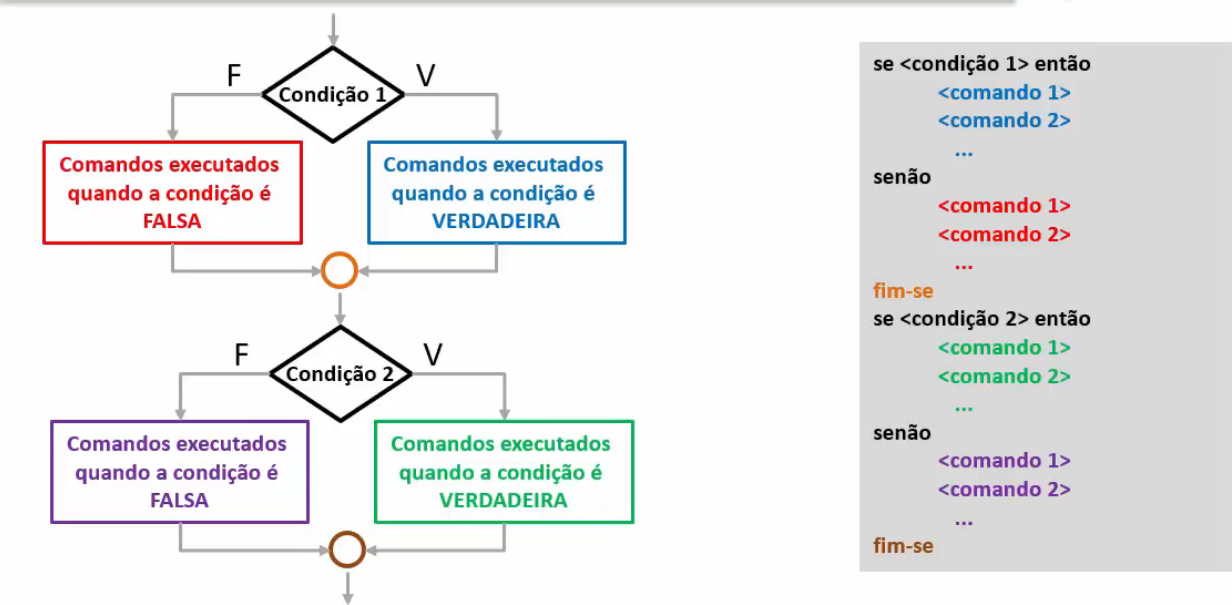 F
V
Condição 1
Comandos executados
quando a condição é
FALSA
Comandos executados
quando a condição é
VERDADEIRA
F
V
Condição 2
Comandos executados
quando a condição é
FALSA
Comandos executados
quando a condição é
VERDADEIRA
se <condição 1> então
<comando 1>
<comando 2>
...
senão
<comando 1>
<comando 2>
...
fim-se
se <condição 2> então
<comando 1>
<comando 2>
...
senão
<comando 1>
<comando 2>
...
fim-se